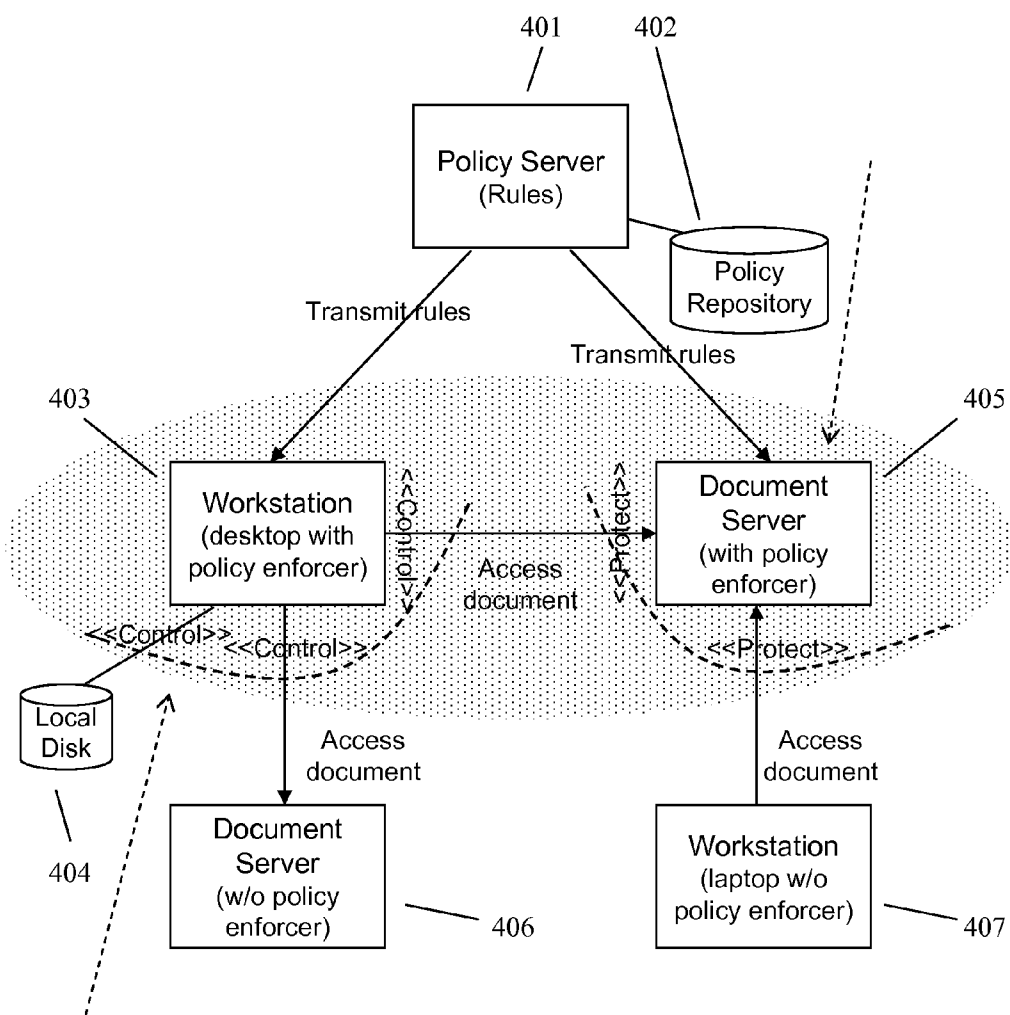 401
402
Policy Server
(Rules)
Policy
Repository
Transmit rules
Transmit rules
403
405
Workstation
(desktop with
policy enforcer)
<<Control>>
<<Protect>>
Document
Server
(with policy
enforcer)
Access
document
<<Control>>
<<Control>>
<<Protect>>
Local
Disk
Access
document
Access
document
404
Document
Server
(w/o policy
enforcer)
406
Workstation
(laptop w/o
policy enforcer)
407